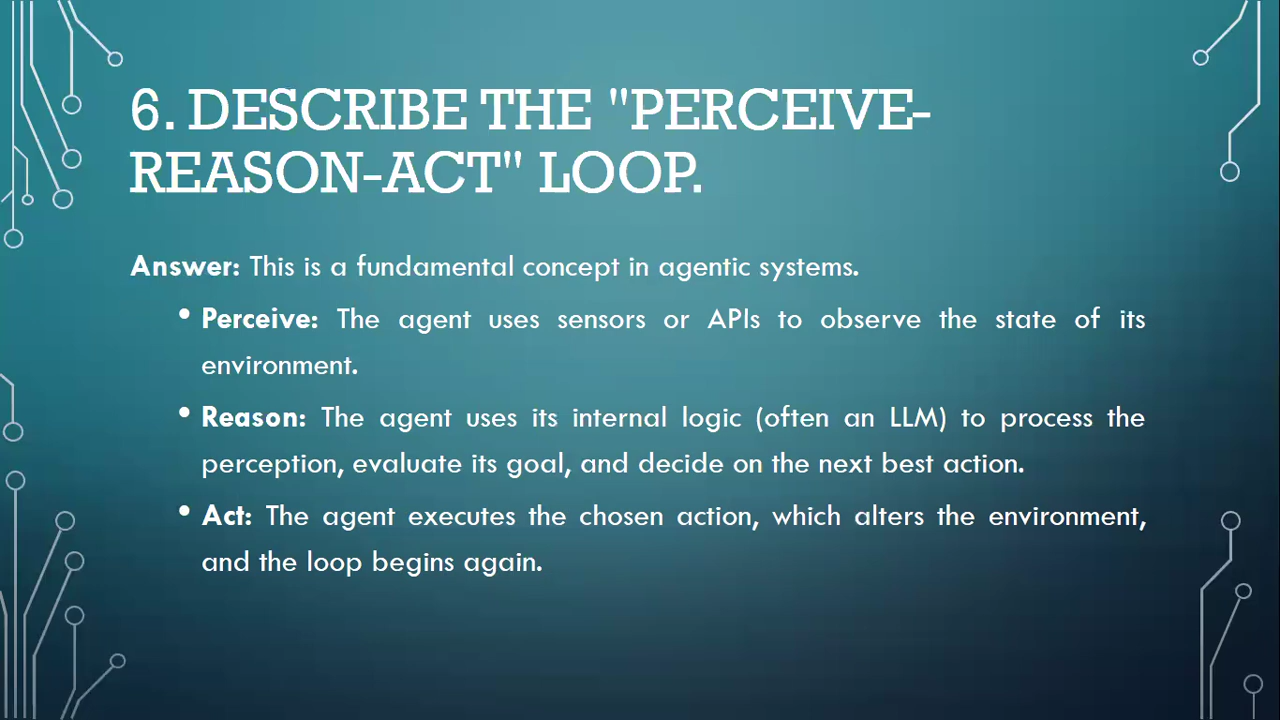 6. DESCRIBE THE "PERCEIVE-
REASON-ACT" LOOP.
Answer: This is a fundamental concept in agentic systems.
• Perceive: The agent uses sensors or APIs to observe the state of its
environment.
• Reason: The agent uses its internal logic (often an LLM) to process the
perception, evaluate its goal, and decide on the next best action.
• Act: The agent executes the chosen action, which alters the environment,
and the loop begins again.